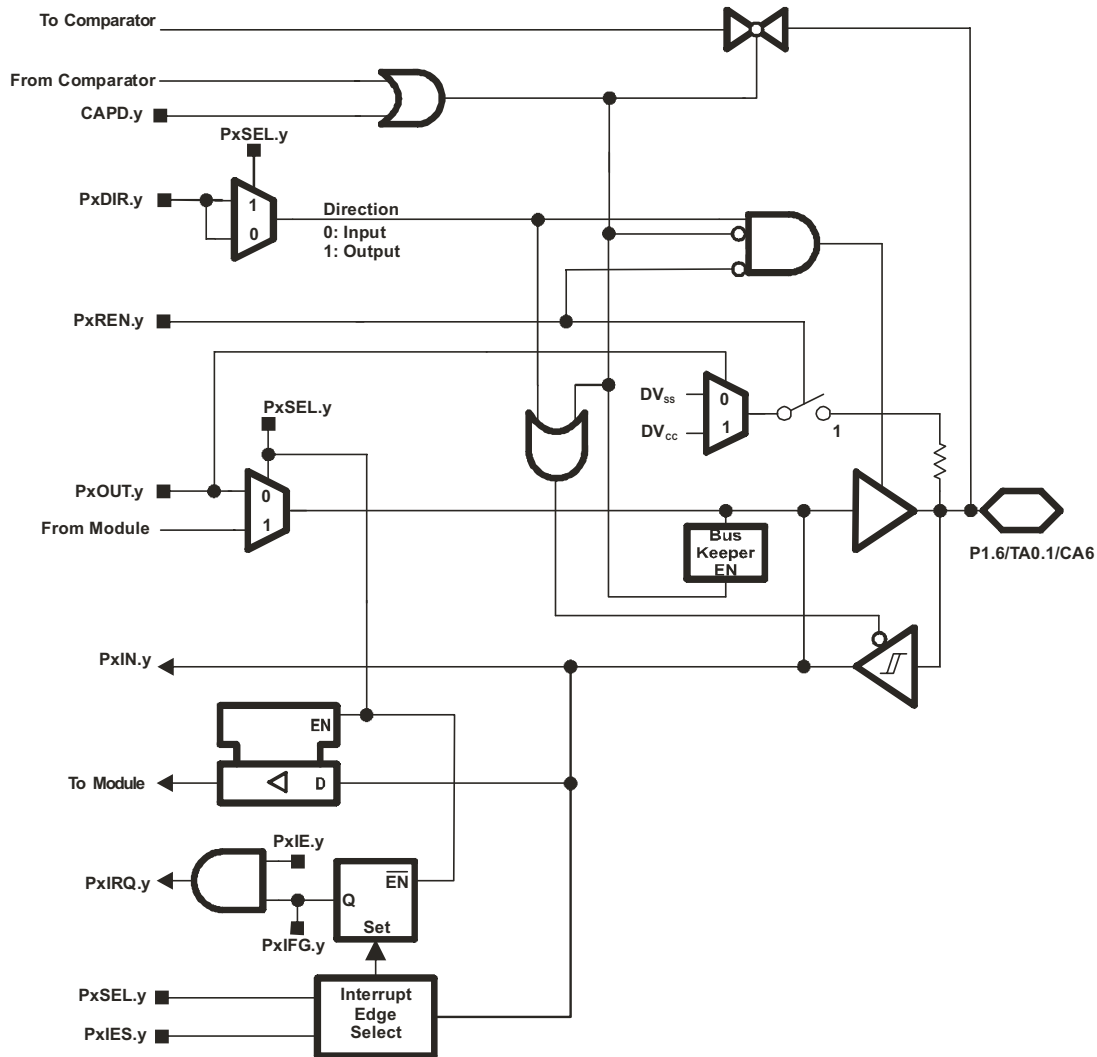 To Comparator
From Comparator
CAPD.y
PxSEL.y
PxDIR.y
1
0
Direction
0: Input
1: Output
PxREN.y
DVSS
0
DVCC
1
1
PxSEL.y
PxOUT.y
0
From Module
1
Bus
Keeper
EN
P1.6/TA0.1/CA6
PxIN.y
EN
To Module
D
PxIE.y
PxIRQ.y
EN
Q
Set
PxIFG.y
PxSEL.y
PxIES.y
Interrupt
Edge
Select